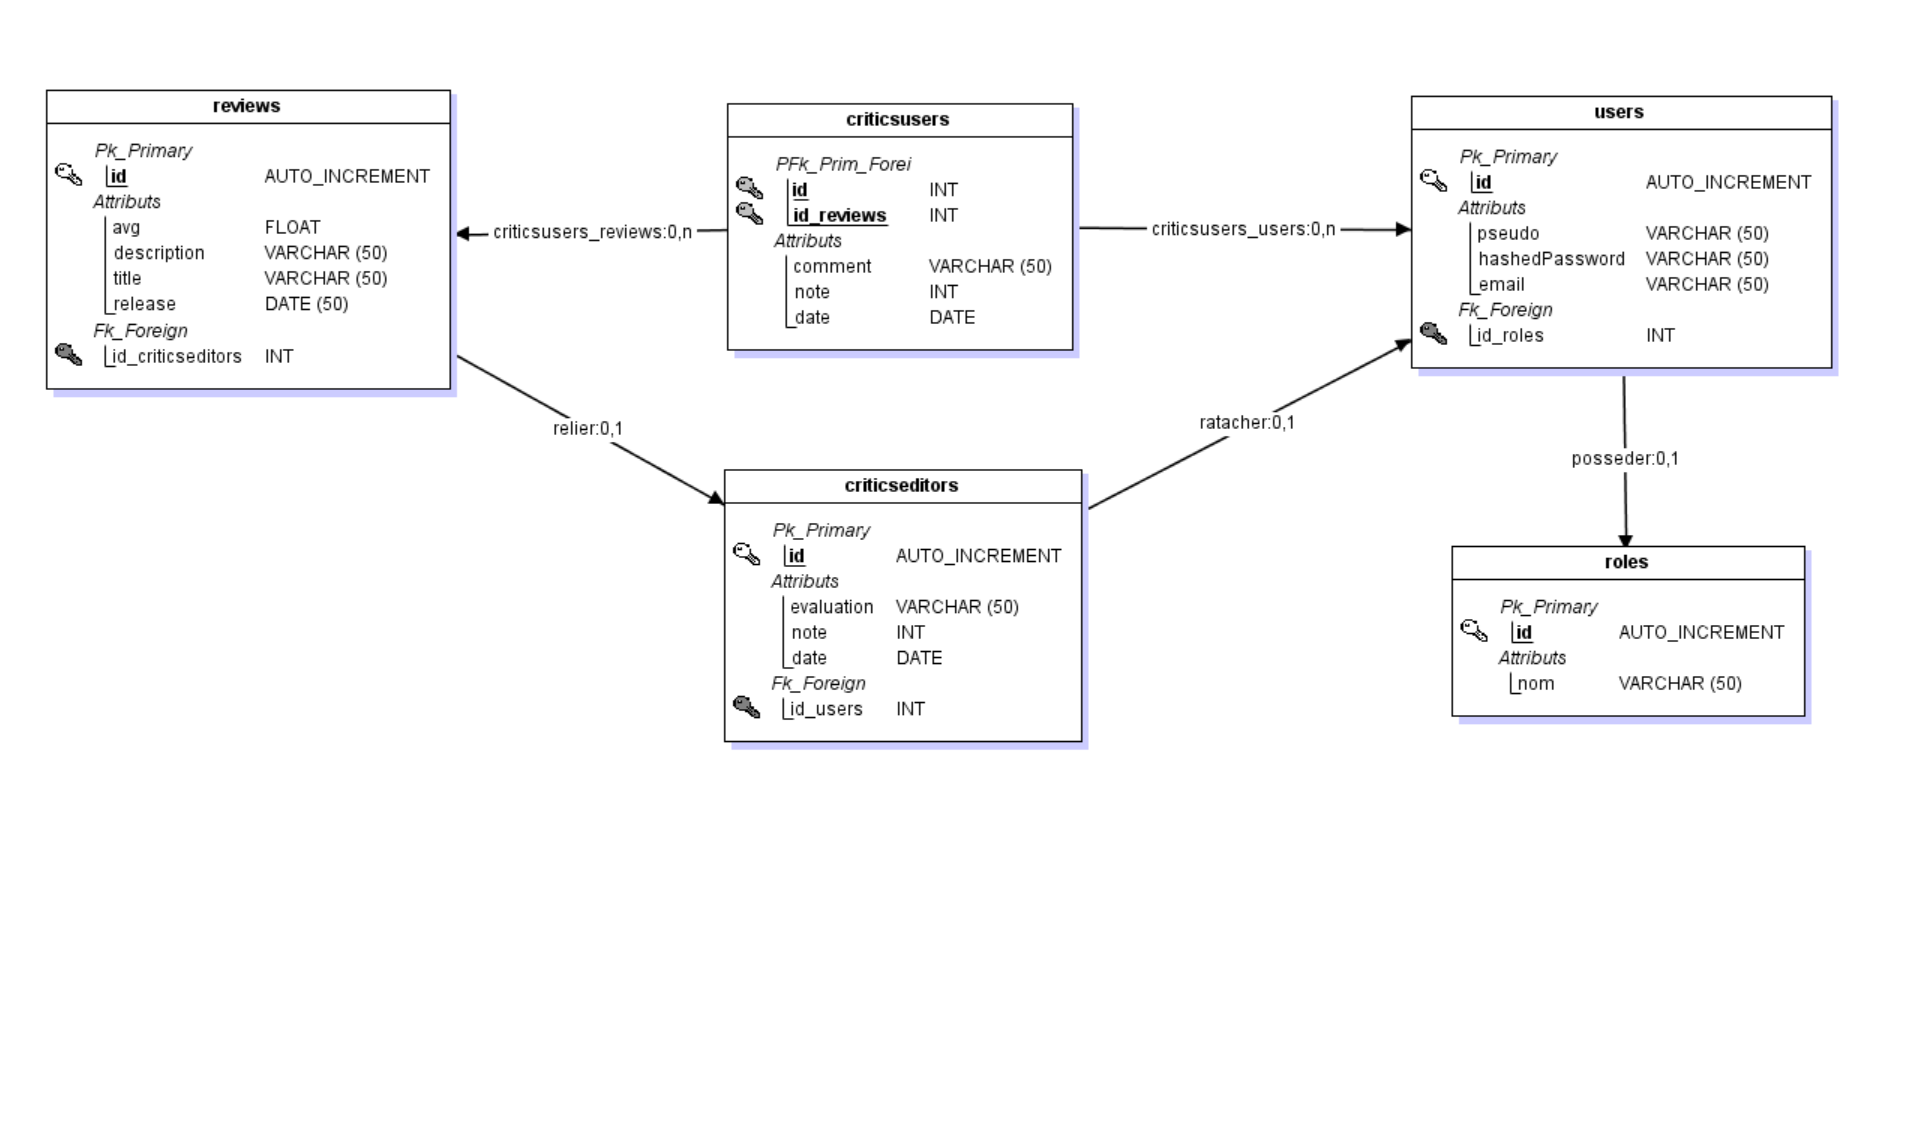 reviews
Pk_Primary
id AUTO_INCREMENT
Attributs
avg FLOAT
description VARCHAR (50)
title VARCHAR (50)
release DATE (50)
Fk_Foreign
id_criticseditors INT
criticsusers_reviews:0,n
criticsusers
PFk_Prim_Forei
id INT
id_reviews INT
Attributs
comment VARCHAR (50)
note INT
date DATE
criticsusers_users:0,n
users
Pk_Primary
id AUTO_INCREMENT
Attributs
pseudo VARCHAR (50)
hashedPassword VARCHAR (50)
email VARCHAR (50)
Fk_Foreign
id_roles INT
relier:0,1
ratacher:0,1
posseder:0,1
criticseditors
Pk_Primary
id AUTO_INCREMENT
Attributs
evaluation VARCHAR (50)
note INT
date DATE
Fk_Foreign
id_users INT
roles
Pk_Primary
id AUTO_INCREMENT
Attributs
nom VARCHAR (50)